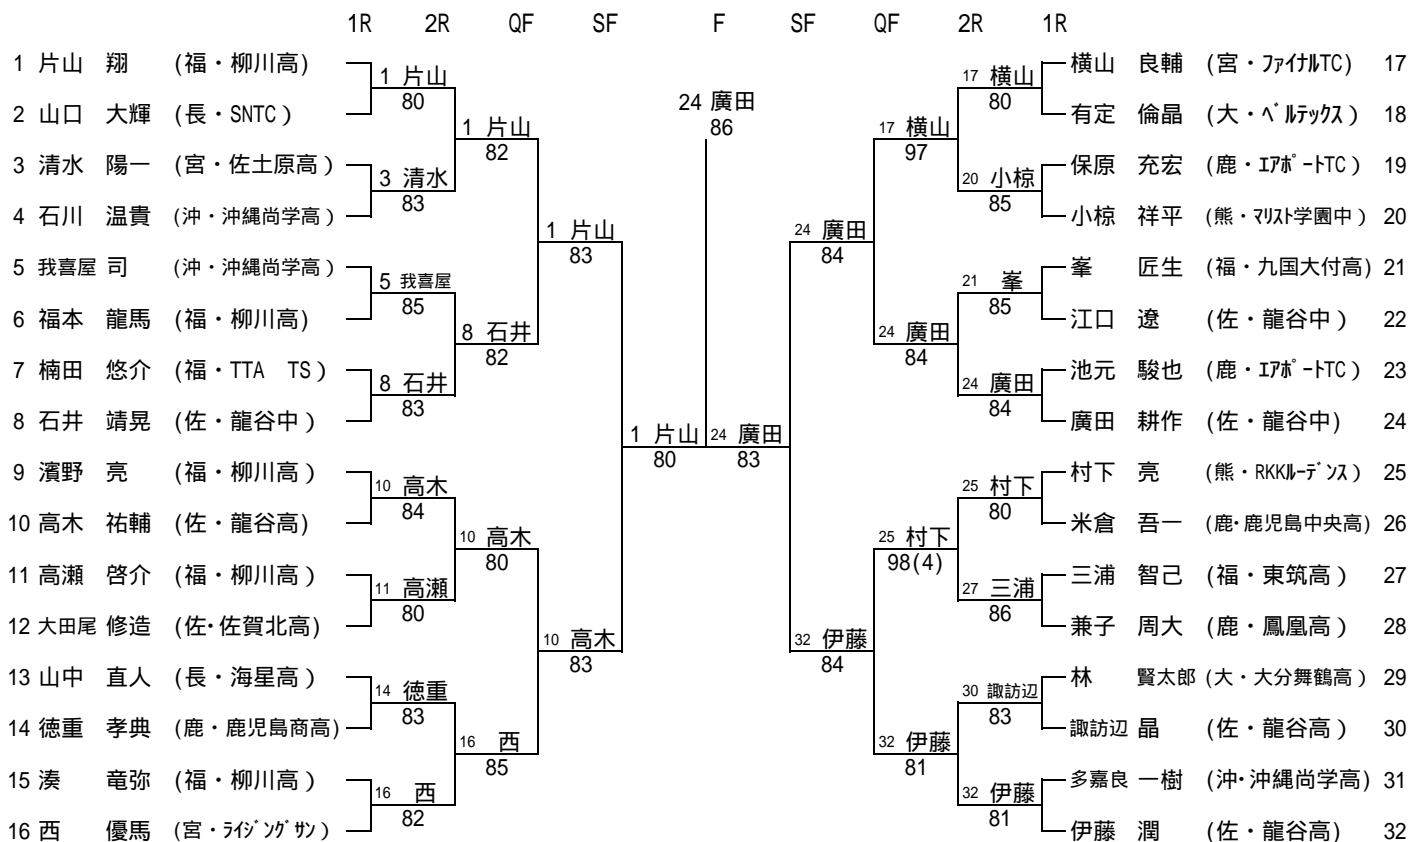 1R 2R QF SF F SF QF 2R 1R
1 片山 翔 (福・柳川高)
2 山口 大輝 (長・SNTC)
3 清水 陽一 (宮・佐土原高)
4 石川 温貴 (沖・沖縄尚学高)
5 我喜屋 司 (沖・沖縄尚学高)
6 福本 龍馬 (福・柳川高)
7 楠田 悠介 (福・TTA TS)
8 石井 靖晃 (佐・龍谷中)
9 濱野 亮 (福・柳川高)
10 高木 祐輔 (佐・龍谷高)
11 高瀬 啓介 (福・柳川高)
12 大田尾 修造 (佐・佐賀北高)
13 山中 直人 (長・海星高)
14 徳重 孝典 (鹿・鹿児島商高)
15 湊 竜弥 (福・柳川高)
16 西 優馬 (宮・ﾗｲｼﾞﾝｸﾞｻﾝ)
1 片山
80
3 清水
83
5 我喜屋
85
8 石井
83
10 高木
84
11 高瀬
80
14 徳重
83
16 西
82
1 片山
82
8 石井
82
10 高木
80
16 西
85
1 片山
83
10 高木
83
1 片山
80
24 廣田
86
24 廣田
83
24 廣田
84
32 伊藤
84
17 横山
97
24 廣田
84
25 村下
98(4)
32 伊藤
81
17 横山
80
20 小椋
85
21 峯
85
24 廣田
84
25 村下
80
27 三浦
86
30 諏訪辺
83
32 伊藤
81
横山 良輔 (宮・ﾌｧｲﾅﾙTC) 17
有定 倫晶 (大・ﾍﾞﾙﾃｯｸｽ) 18
保原 充宏 (鹿・ｴｱﾎﾟｰﾄTC) 19
小椋 祥平 (熊・ﾏﾘｽﾄ学園中) 20
峯 匠生 (福・九国大付高) 21
江口 遼 (佐・龍谷中) 22
池元 駿也 (鹿・ｴｱﾎﾟｰﾄTC) 23
廣田 耕作 (佐・龍谷中) 24
村下 亮 (熊・RKKﾙｰﾃﾞﾝｽ) 25
米倉 吾一 (鹿・鹿児島中央高) 26
三浦 智己 (福・東筑高) 27
兼子 周大 (鹿・鳳凰高) 28
林 賢太郎 (大・大分舞鶴高) 29
諏訪辺 晶 (佐・龍谷高) 30
多嘉良 一樹 (沖・沖縄尚学高) 31
伊藤 潤 (佐・龍谷高) 32